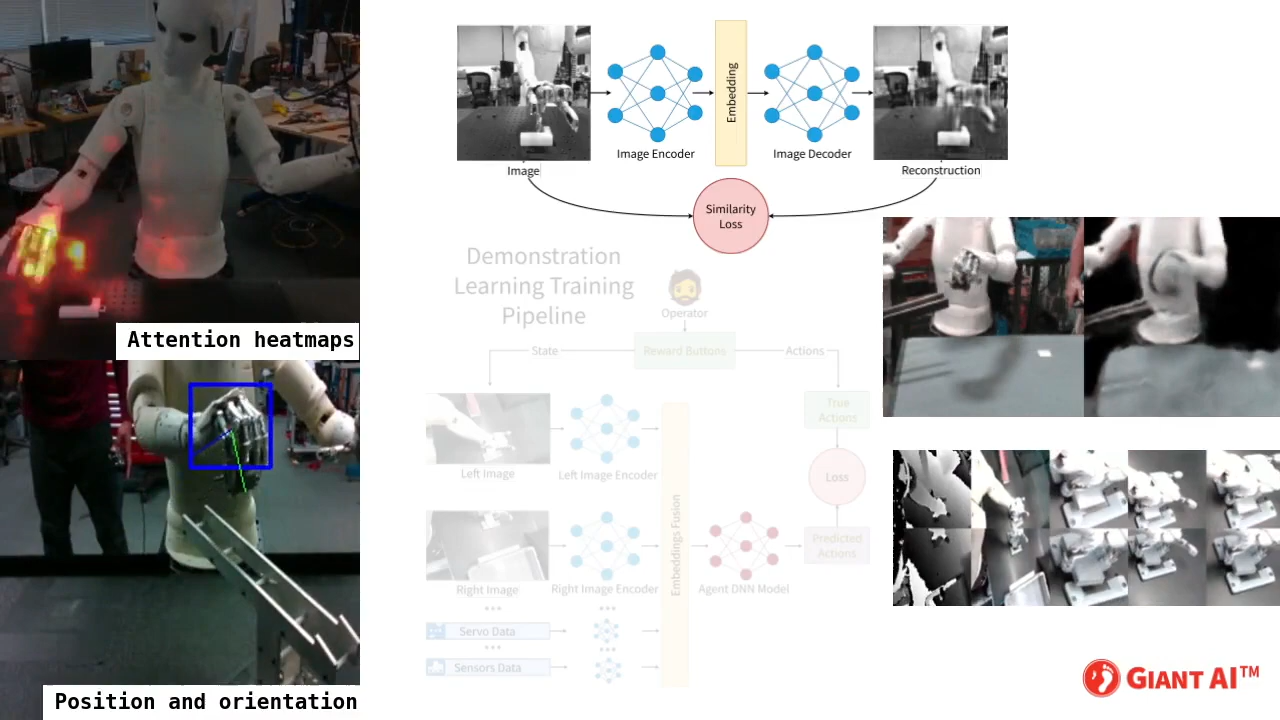 Attention heatmaps
Position and orientation
Image
Image Encoder
Embedding
Image Decoder
Reconstruction
Similarity
Loss
Demonstration
Learning Training
Pipeline
Operator
State
Reward Buttons
Actions
Left Image
Left Image Encoder
Right Image
Right Image Encoder
Servo Data
Sensors Data
Embeddings Fusion
Agent DNN Model
True
Actions
Loss
Predicted
Actions
GIANT AI™